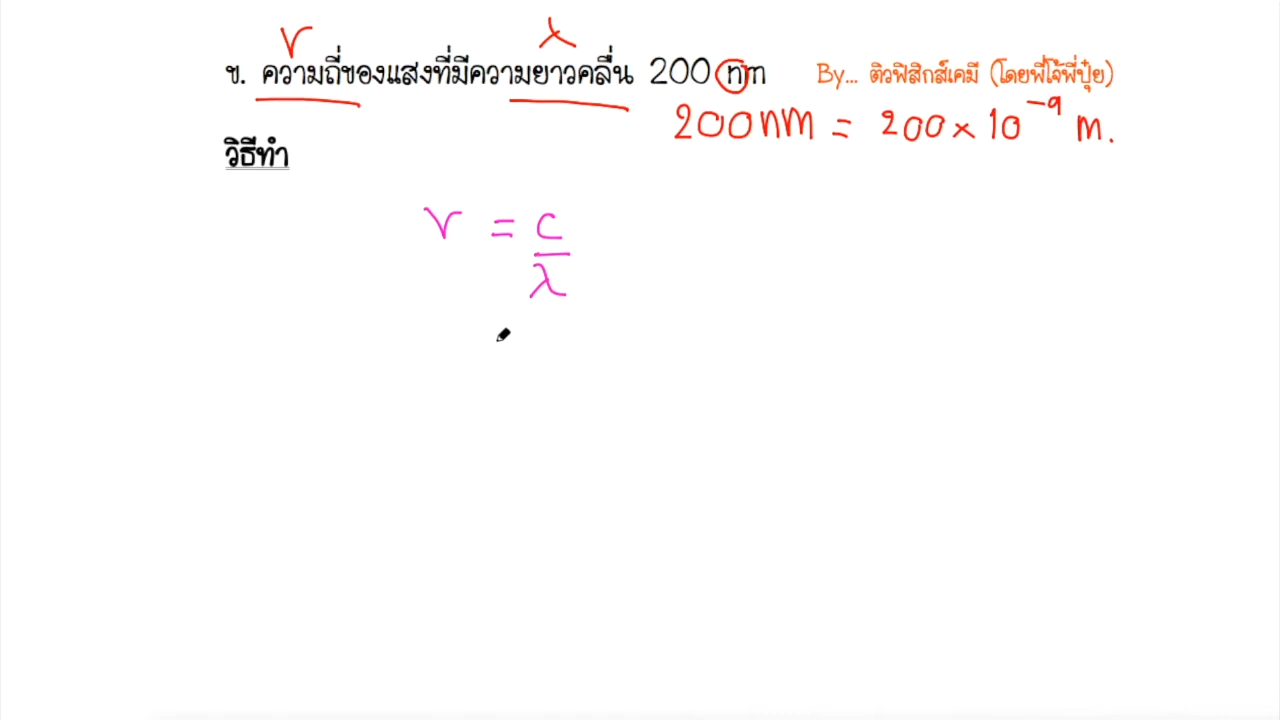 ν λ
ข. ความถี่ของแสงที่มีความยาวคลื่น 200 nm By... ติวฟิสิกส์เคมี (โดยพี่โจ้พี่ปุ๋ย)
200nm = 200 × 10⁻⁹ m.
วิธีทำ
ν = c
λ